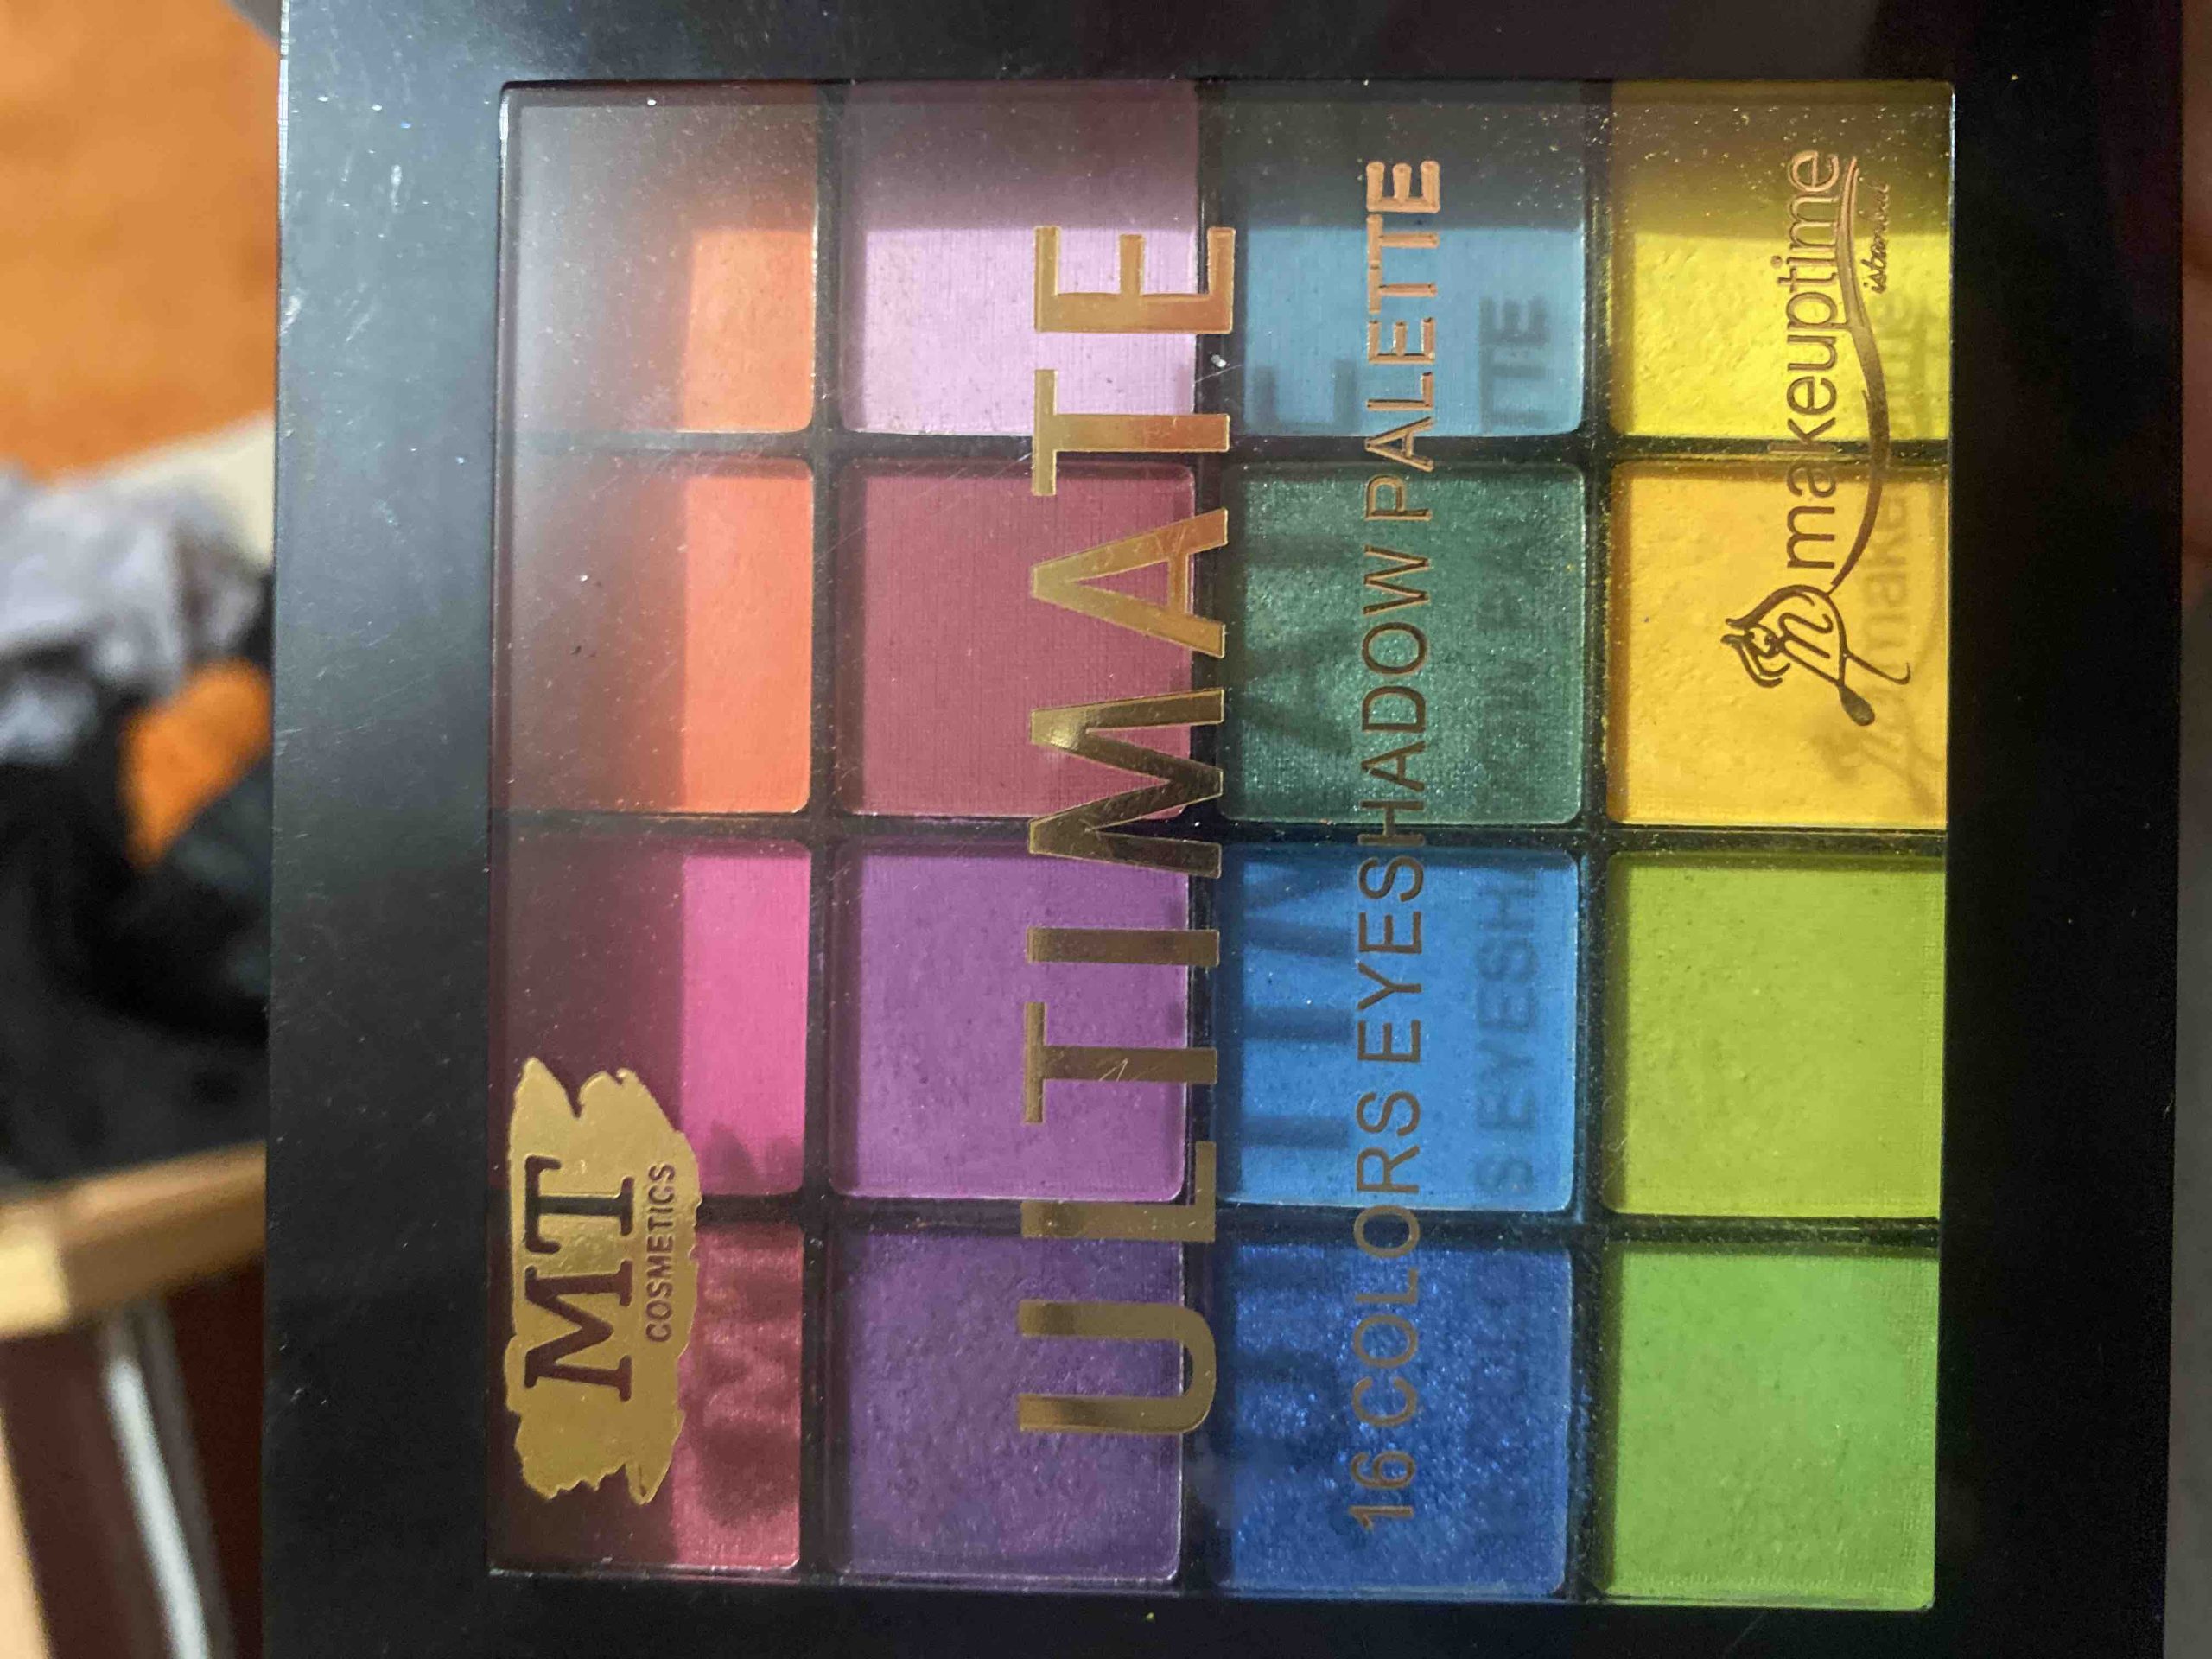 MT
COSMETICS
ULTIMATE
16 COLORS EYESHADOW PALETTE
m makeuptime
istanbul